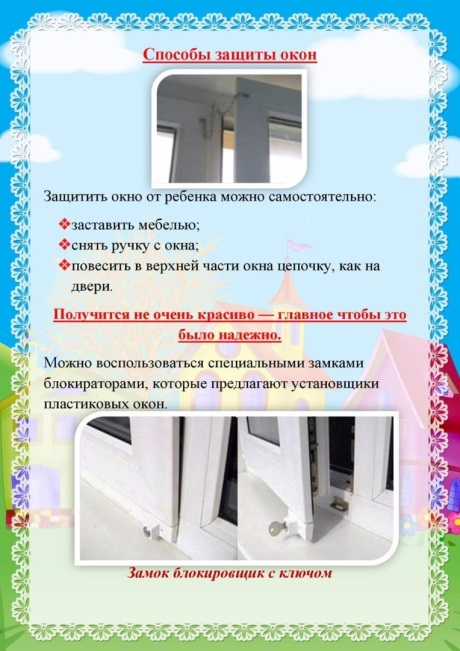 Способы защиты окон
Защитить окно от ребенка можно самостоятельно:
❖заставить мебелью;
❖снять ручку с окна;
❖повесить в верхней части окна цепочку, как на
двери.
Получится не очень красиво — главное чтобы это
было надежно.
Можно воспользоваться специальными замками
блокираторами, которые предлагают установщики
пластиковых окон.
Замок блокировщик с ключом